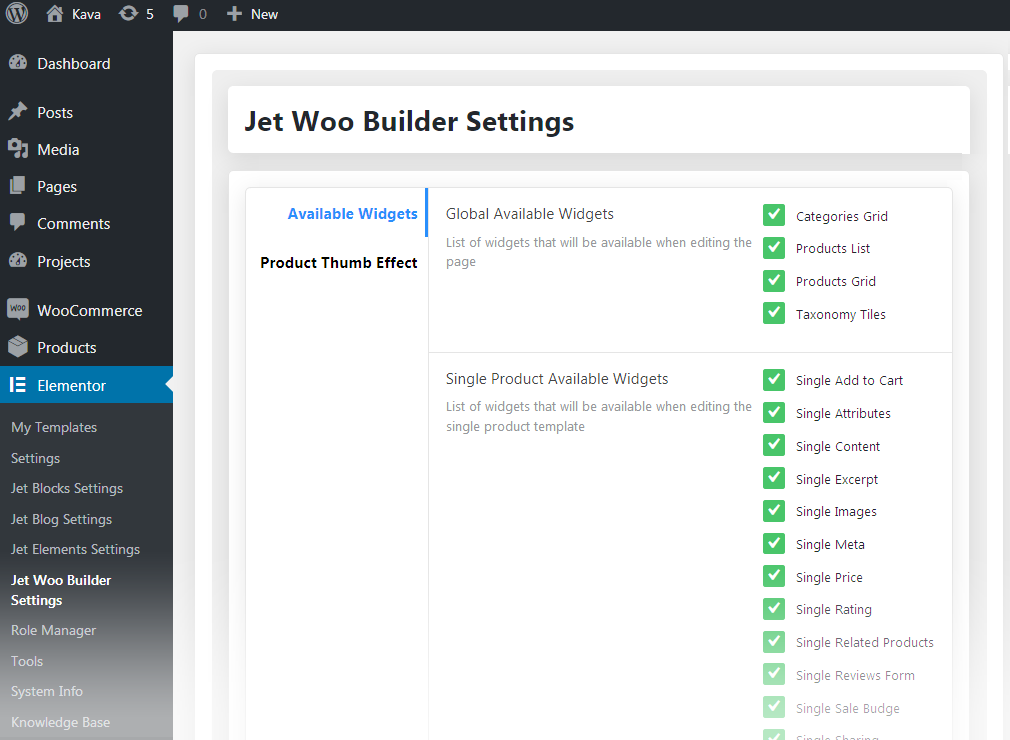 Kava 5 0 New
Dashboard
Posts
Media
Pages
Comments
Projects
Woo WooCommerce
Products
Elementor
My Templates
Settings
Jet Blocks Settings
Jet Blog Settings
Jet Elements Settings
Jet Woo Builder
Settings
Role Manager
Tools
System Info
Knowledge Base
Jet Woo Builder Settings
Available Widgets
Product Thumb Effect
Global Available Widgets
List of widgets that will be available when editing the
page
Categories Grid
Products List
Products Grid
Taxonomy Tiles
Single Product Available Widgets
List of widgets that will be available when editing the
single product template
Single Add to Cart
Single Attributes
Single Content
Single Excerpt
Single Images
Single Meta
Single Price
Single Rating
Single Related Products
Single Reviews Form
Single Sale Budge
Single Sharing